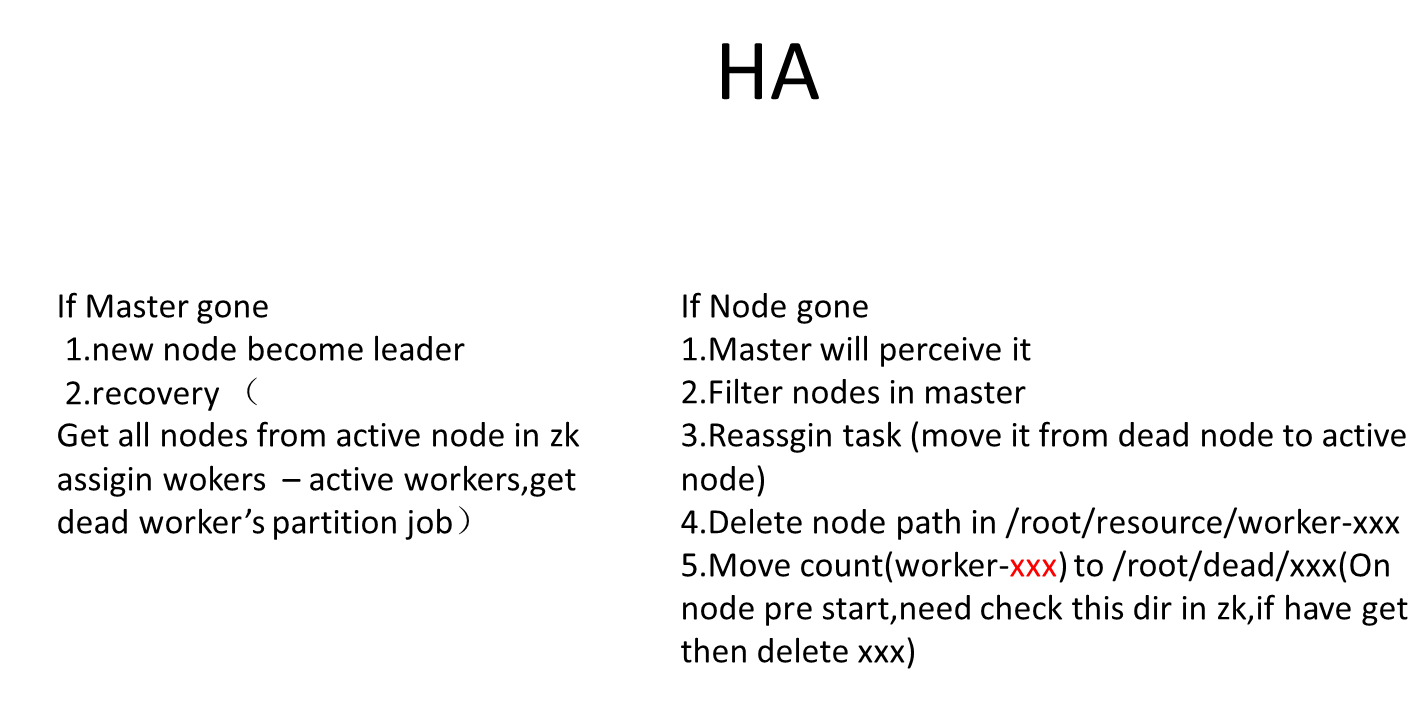 HA
If Master gone
1.new node become leader
2.recovery （
Get all nodes from active node in zk
assigin wokers – active workers,get
dead worker’s partition job）
If Node gone
1.Master will perceive it
2.Filter nodes in master
3.Reassgin task (move it from dead node to active
node)
4.Delete node path in /root/resource/worker-xxx
5.Move count(worker-xxx) to /root/dead/xxx(On
node pre start,need check this dir in zk,if have get
then delete xxx)